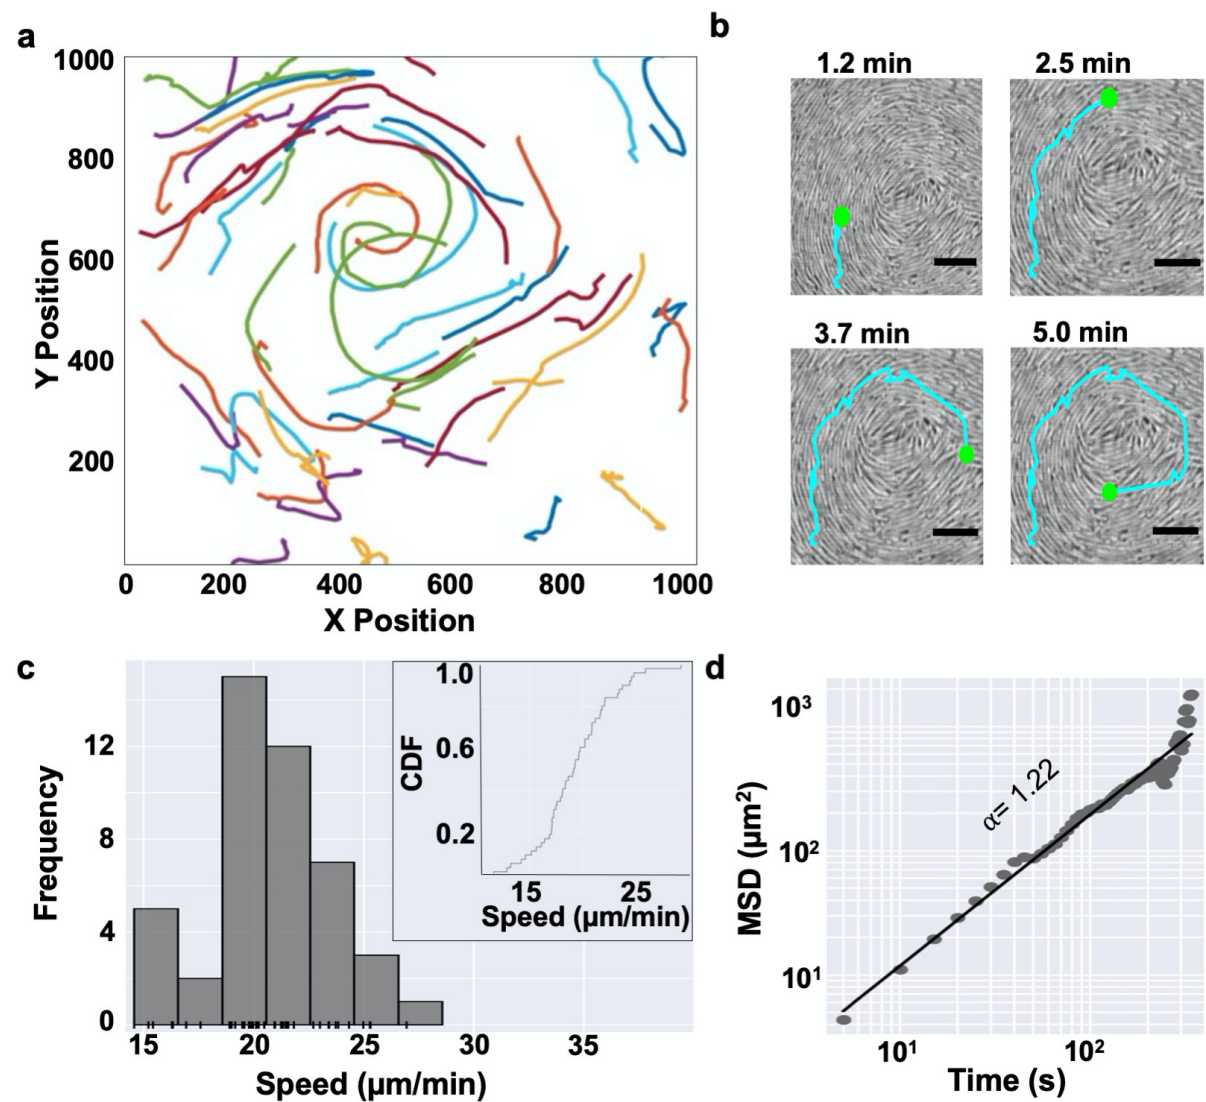 a
1000
800
600
400
200
Y Position
0 200 400 600 800 1000
X Position
b
1.2 min 2.5 min
3.7 min 5.0 min
c
12
8
4
0
Frequency
15 20 25 30 35
Speed (μm/min)
1.0
0.6
0.2
CDF
15 25
Speed (μm/min)
d
10³
10²
10¹
MSD (μm²)
α= 1.22
10¹ 10²
Time (s)